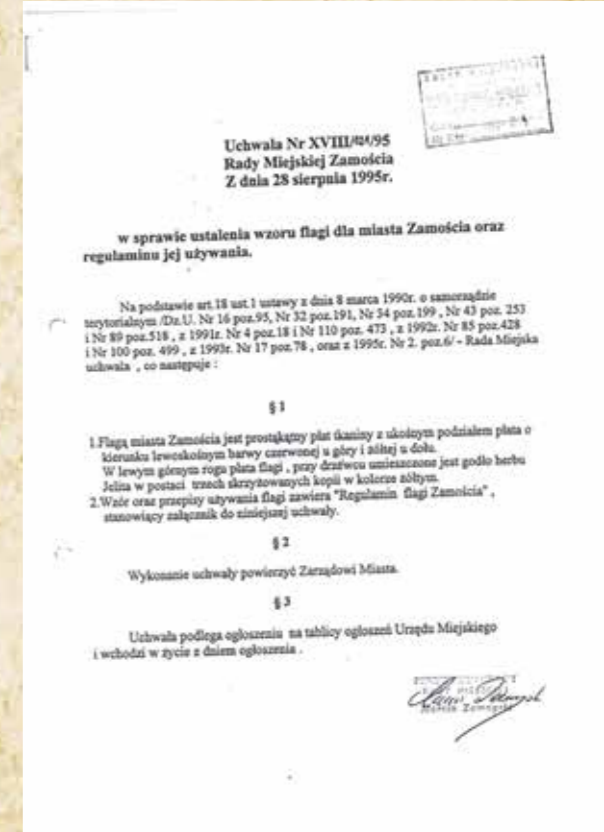 Uchwała Nr XVIII/184/95
Rady Miejskiej Zamościa
Z dnia 28 sierpnia 1995r.
w sprawie ustalenia wzoru flagi dla miasta Zamościa oraz
regulaminu jej używania.
Na podstawie art.18 ust.1 ustawy z dnia 8 marca 1990r. o samorządzie
terytorialnym /Dz.U. Nr 16 poz.95, Nr 32 poz.191, Nr 34 poz.199 , Nr 43 poz. 253
i Nr 89 poz.518 , z 1991r. Nr 4 poz.18 i Nr 110 poz. 473 , z 1992r. Nr 85 poz.428
i Nr 100 poz. 499 , z 1993r. Nr 17 poz.78 , oraz z 1995r. Nr 2. poz.6/ - Rada Miejska
uchwala , co następuje :
§ 1
1.Flagą miasta Zamościa jest prostąkątny płat tkaniny z ukośnym podziałem płata o
kierunku lewoskośnym barwy czerwonej u góry i żółtej u dołu.
W lewym górnym rogu płata flagi , przy drzewcu umieszczone jest godło herbu
Jelita w postaci trzech skrzyżowanych kopii w kolorze żółtym.
2.Wzór oraz przepisy używania flagi zawiera "Regulamin flagi Zamościa" ,
stanowiący załącznik do niniejszej uchwały.
§ 2
Wykonanie uchwały powierzyć Zarządowi Miasta.
§ 3
Uchwała podlega ogłoszeniu na tablicy ogłoszeń Urzędu Miejskiego
i wchodzi w życie z dniem ogłoszenia .